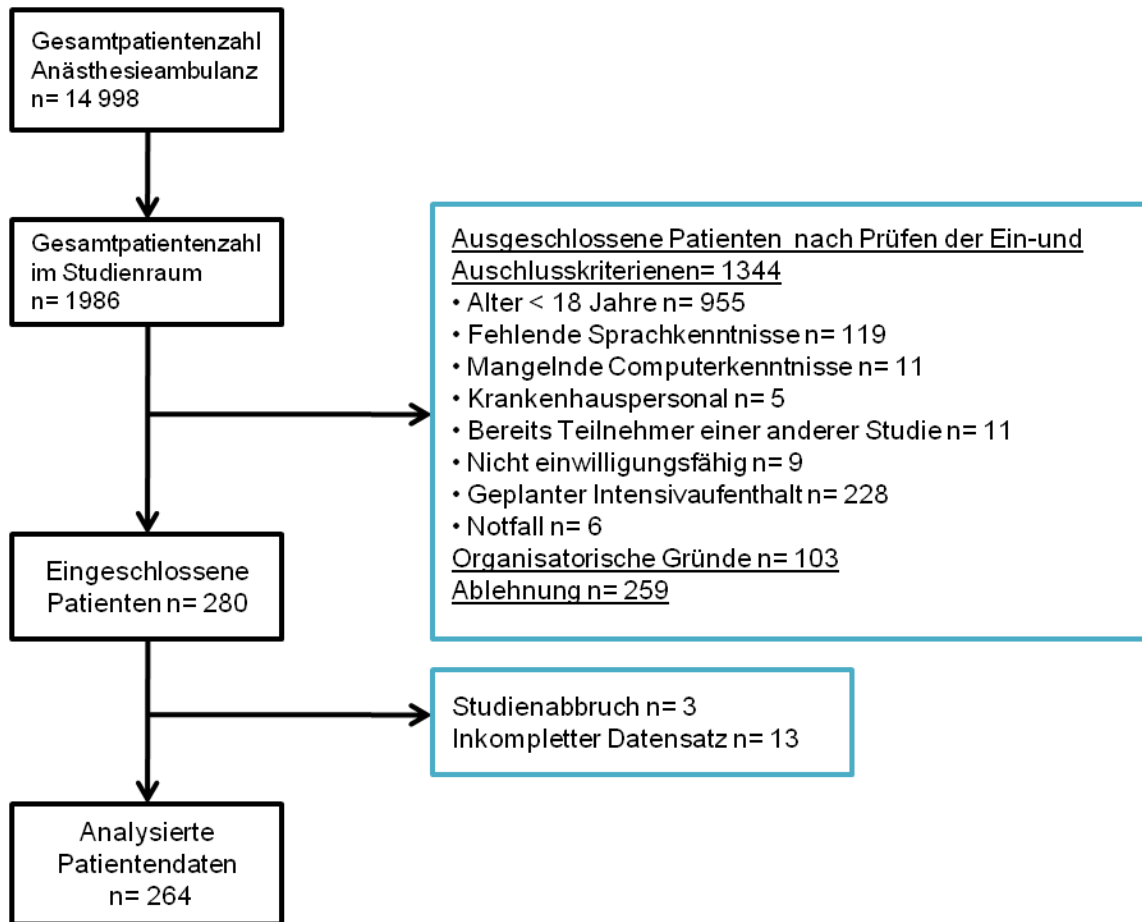 Gesamtpatientenzahl
Anästhesieambulanz
n= 14 998
Gesamtpatientenzahl
im Studienraum
n= 1986
Ausgeschlossene Patienten nach Prüfen der Ein-und
Auschlusskriterienen= 1344
• Alter < 18 Jahre n= 955
• Fehlende Sprachkenntnisse n= 119
• Mangelnde Computerkenntnisse n= 11
• Krankenhauspersonal n= 5
• Bereits Teilnehmer einer anderer Studie n= 11
• Nicht einwilligungsfähig n= 9
• Geplanter Intensivaufenthalt n= 228
• Notfall n= 6
Organisatorische Gründe n= 103
Ablehnung n= 259
Eingeschlossene
Patienten n= 280
Studienabbruch n= 3
Inkompletter Datensatz n= 13
Analysierte
Patientendaten
n= 264